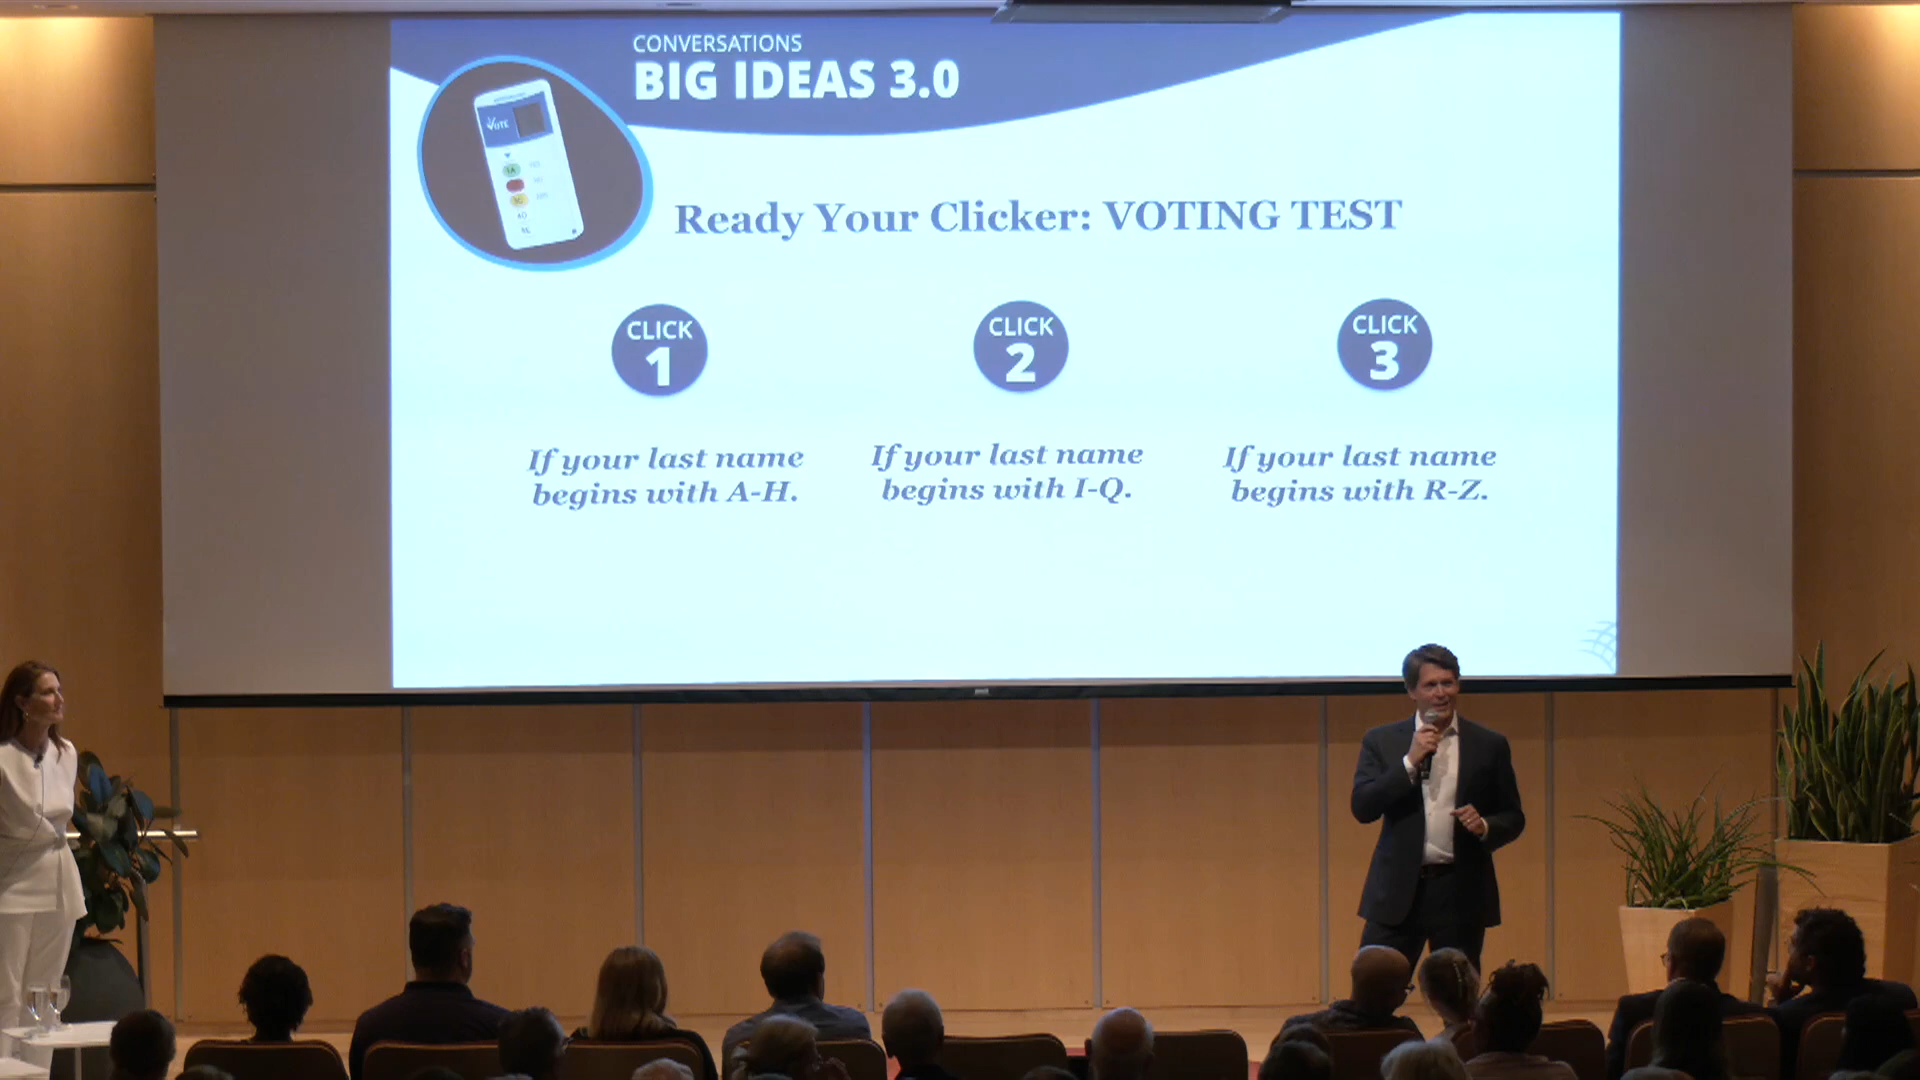 CONVERSATIONS
BIG IDEAS 3.0
VOTE
Ready Your Clicker: VOTING TEST
CLICK
1
CLICK
2
CLICK
3
If your last name
begins with A-H.
If your last name
begins with I-Q.
If your last name
begins with R-Z.